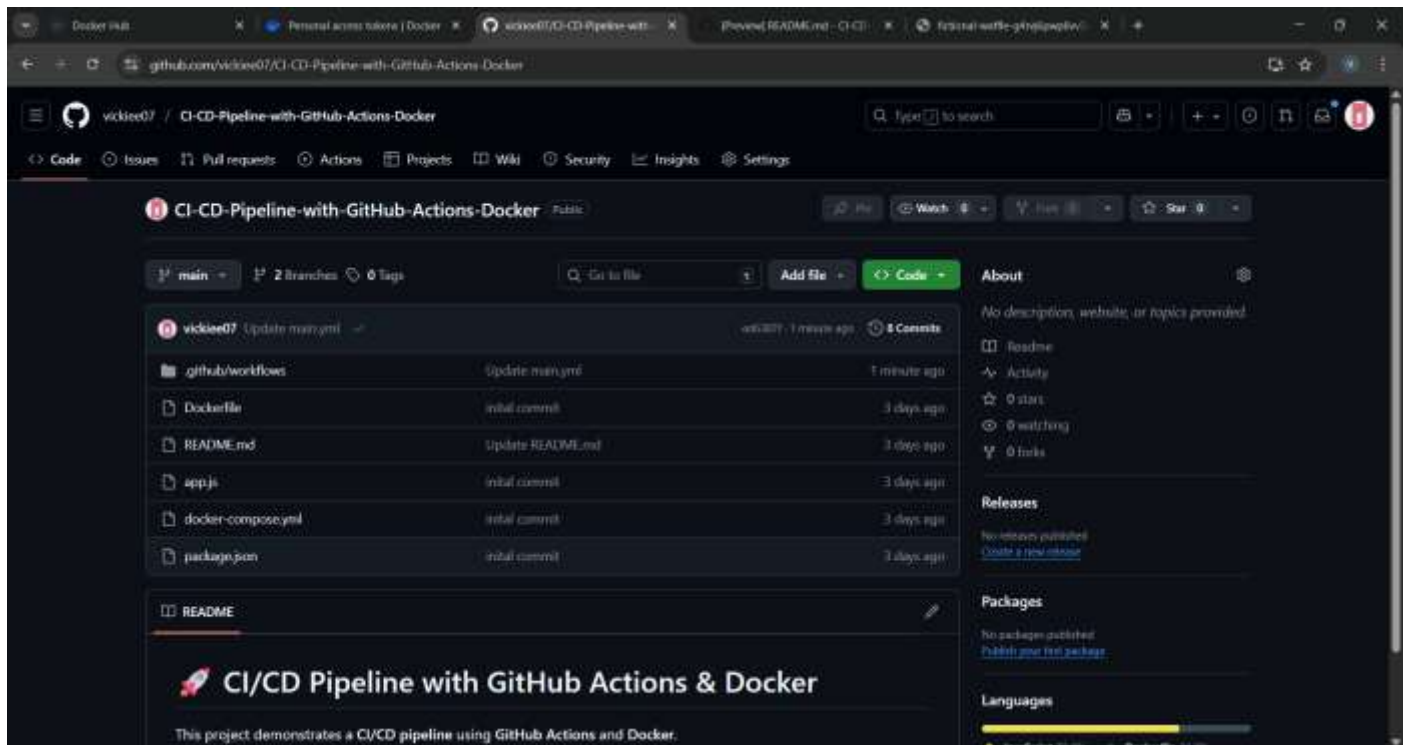 Docker Hub
Personal access tokens | Docker
vickiee07/CI-CD-Pipeline-with-
[Preview] README.md - CI-CD-
github.com/vickiee07/CI-CD-Pipeline-with-GitHub-Actions-Docker
vickiee07 / CI-CD-Pipeline-with-GitHub-Actions-Docker
Type / to search
Code Issues Pull requests Actions Projects Wiki Security Insights Settings
CI-CD-Pipeline-with-GitHub-Actions-Docker Public
Pin Watch 0 Fork 0 Star 0
main 2 Branches 0 Tags
Go to file t Add file Code
vickiee07 Update main.yml
1 minute ago 8 Commits
.github/workflows Update main.yml 1 minute ago
Dockerfile inital commit 3 days ago
README.md Update README.md 3 days ago
app.js inital commit 3 days ago
docker-compose.yml inital commit 3 days ago
package.json inital commit 3 days ago
README
🚀 CI/CD Pipeline with GitHub Actions & Docker
This project demonstrates a CI/CD pipeline using GitHub Actions and Docker.
About
No description, website, or topics provided.
Readme
Activity
0 stars
0 watching
0 forks
Releases
No releases published
Create a new release
Packages
No packages published
Publish your first package
Languages